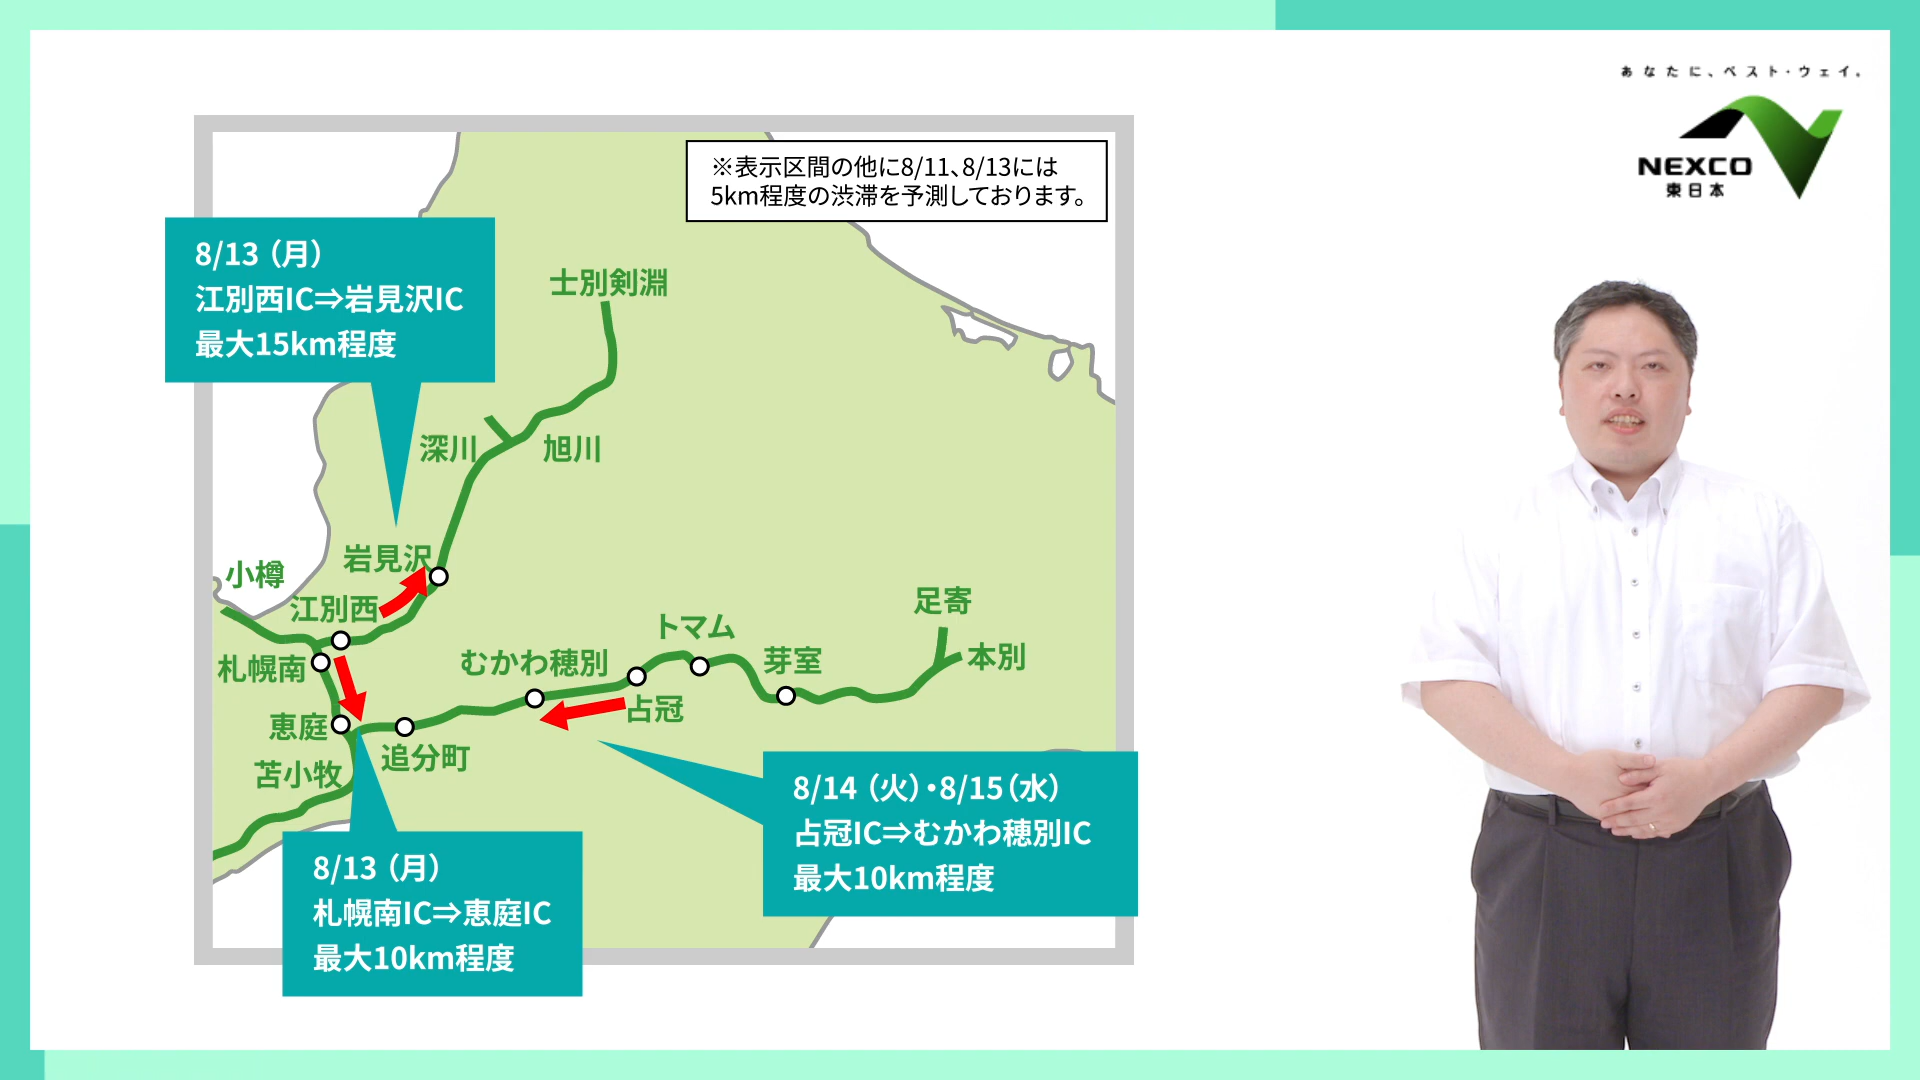 あなたに、ベスト・ウェイ。
NEXCO
東日本
※表示区間の他に8/11、8/13には
5km程度の渋滞を予測しております。
8/13（月）
江別西IC⇒岩見沢IC
最大15km程度
士別剣淵
深川
旭川
岩見沢
小樽
江別西
札幌南
恵庭
苫小牧
追分町
むかわ穂別
占冠
トマム
芽室
足寄
本別
8/14（火）・8/15（水）
占冠IC⇒むかわ穂別IC
最大10km程度
8/13（月）
札幌南IC⇒恵庭IC
最大10km程度